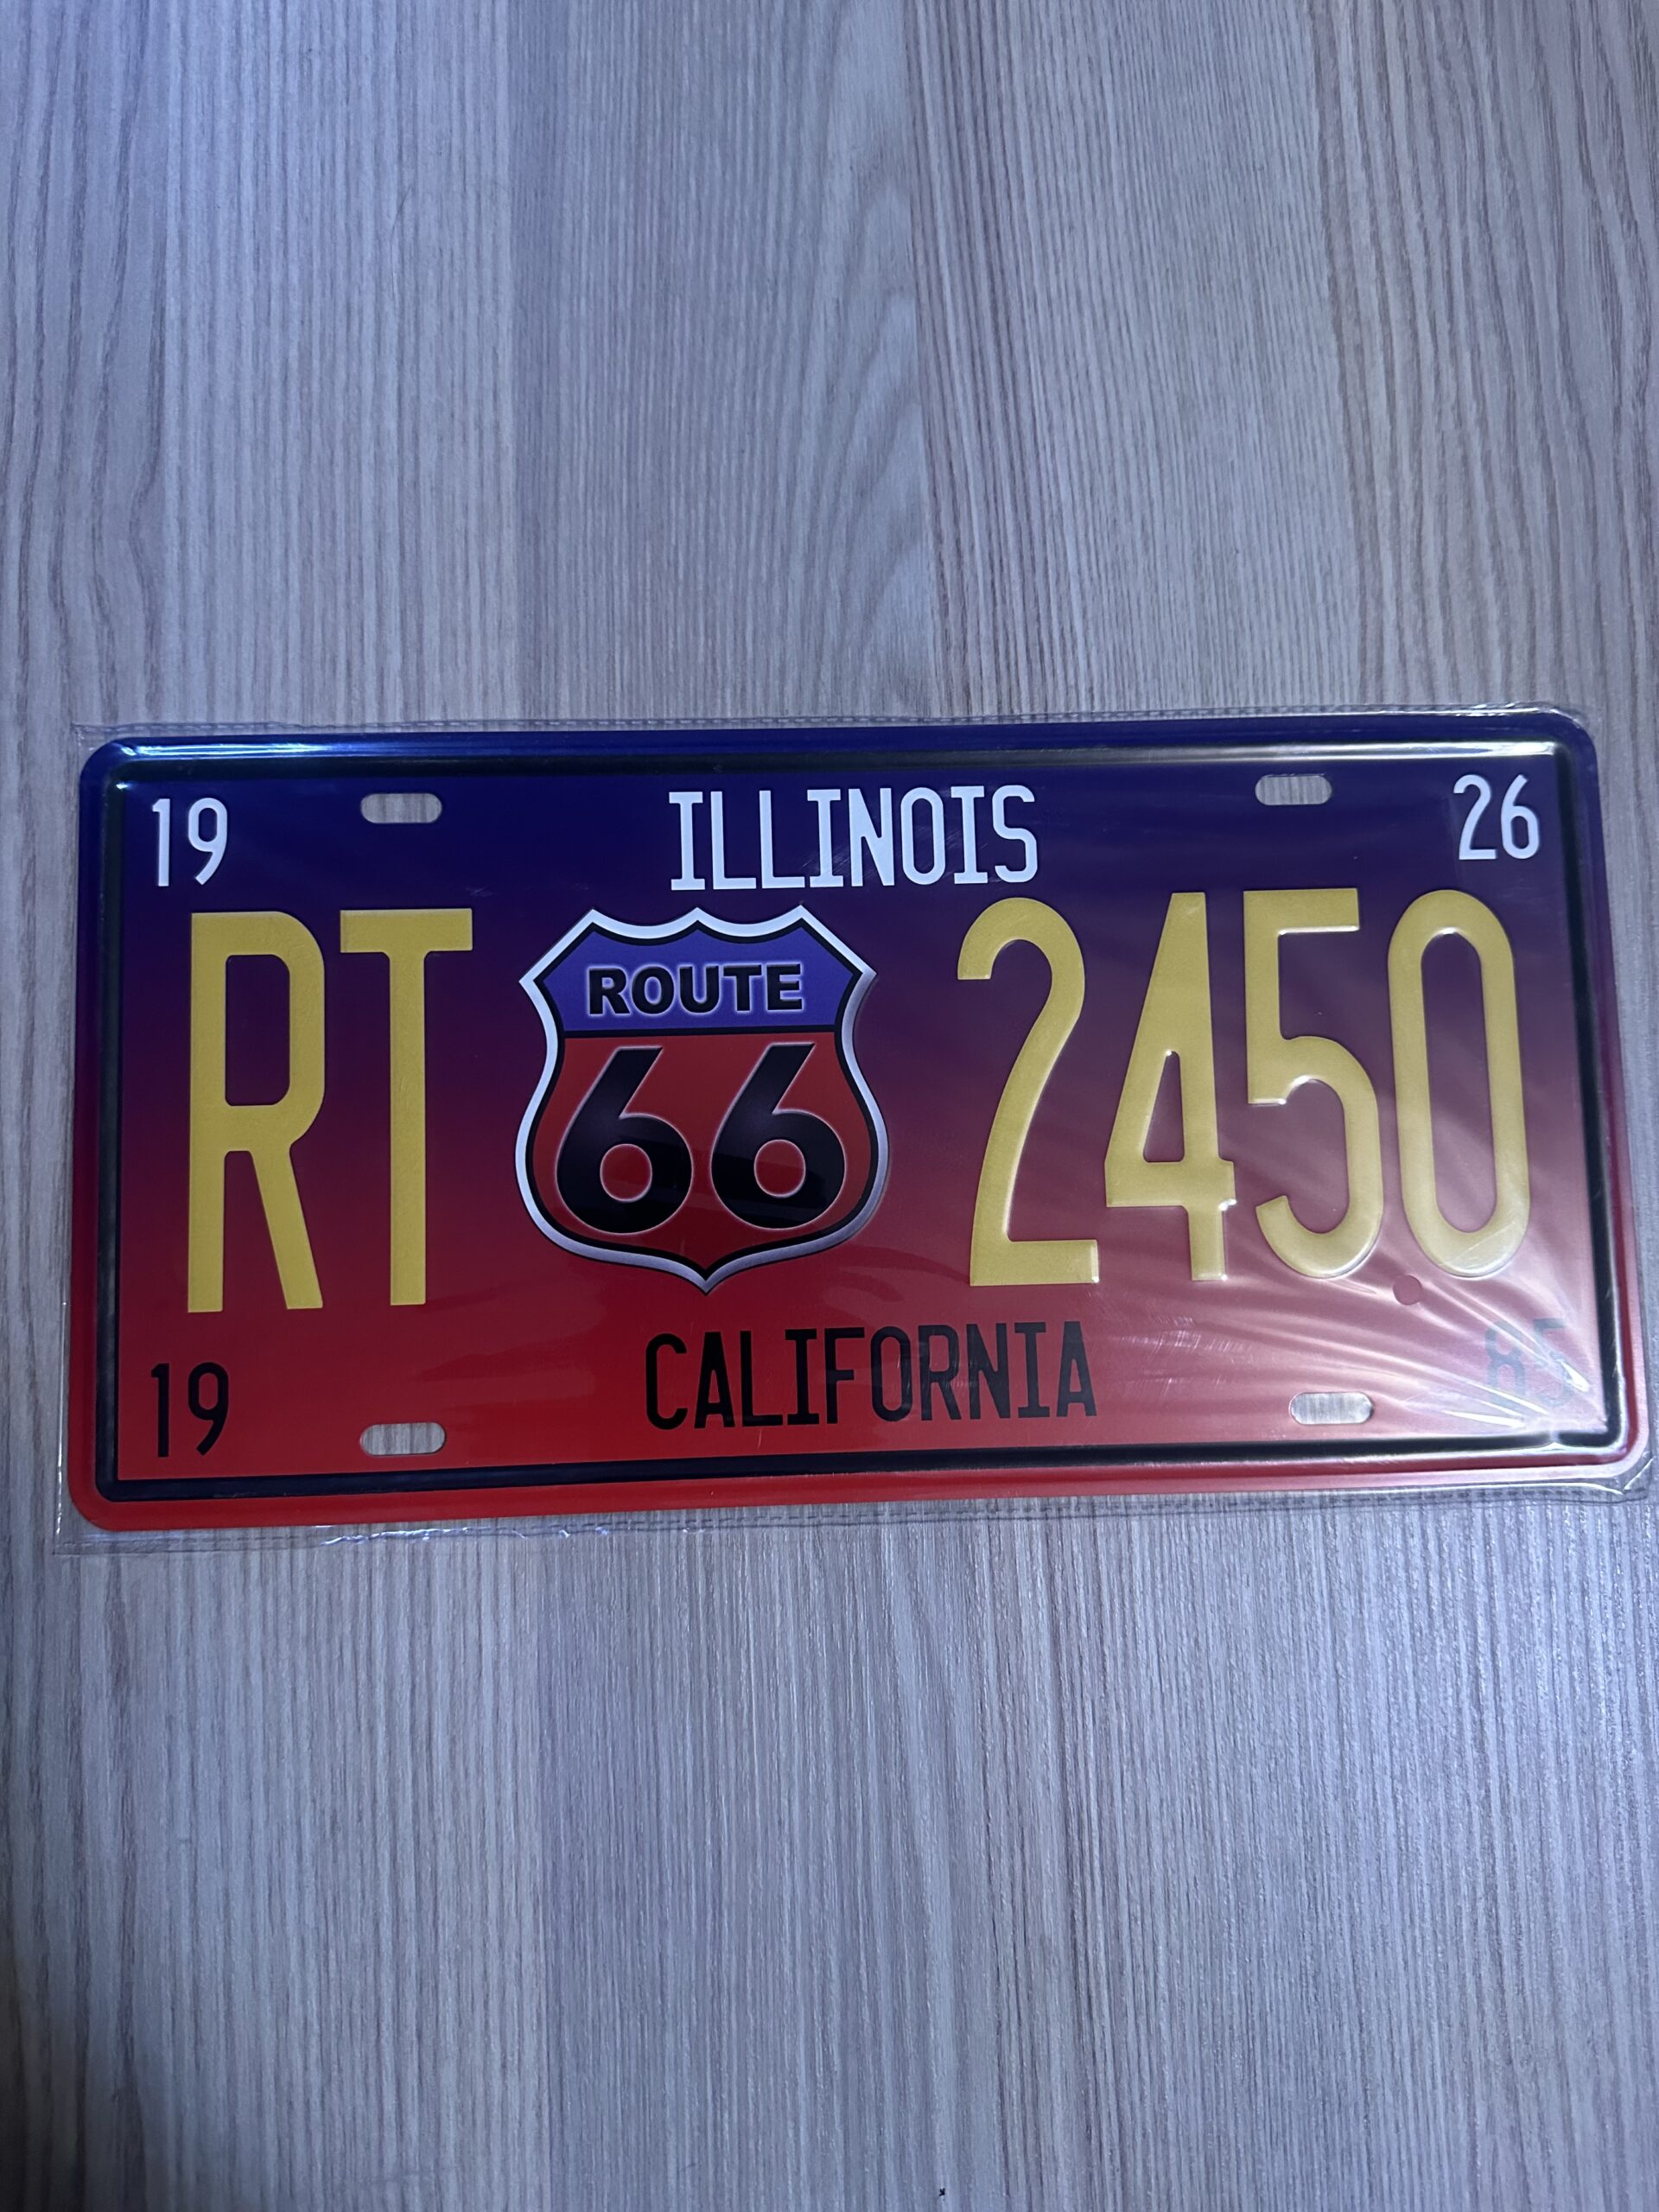 19 ILLINOIS 26
RT ROUTE 66 2450
19 CALIFORNIA 85